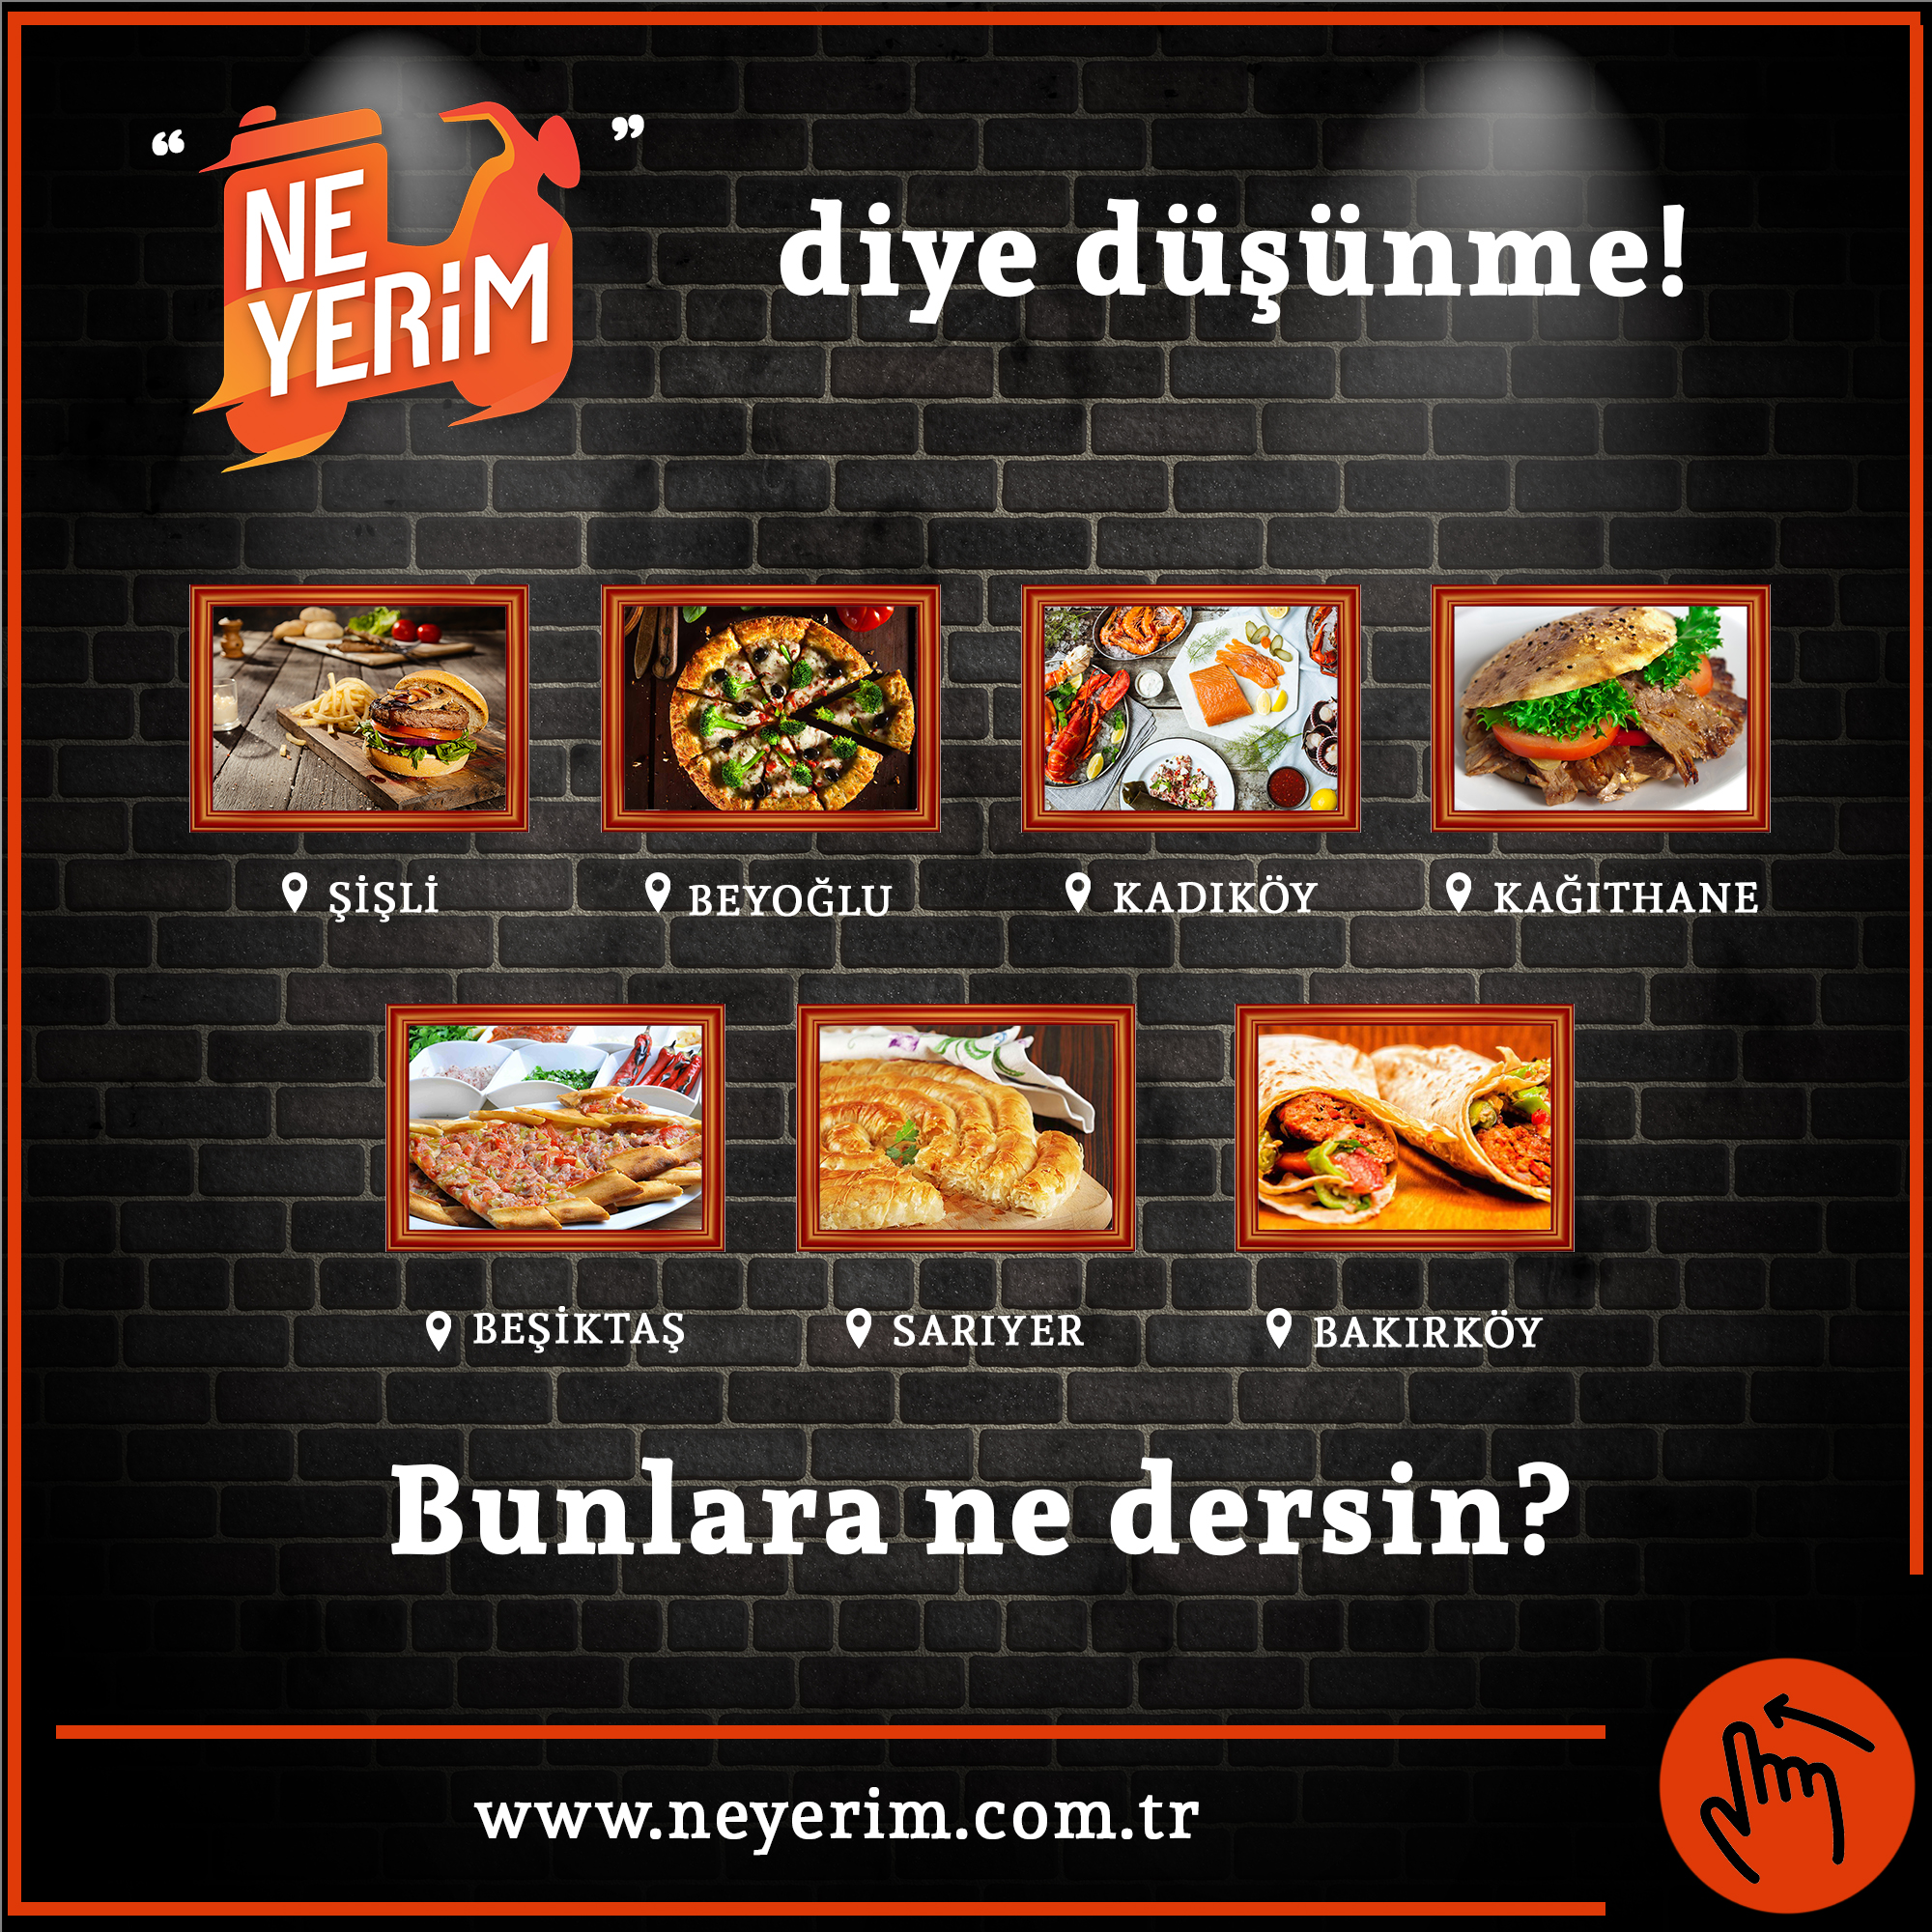 “ NE YERiM ” diye düşünme!
ŞİŞLİ
BEYOĞLU
KADIKÖY
KAĞITHANE
BEŞİKTAŞ
SARIYER
BAKIRKÖY
Bunlara ne dersin?
www.neyerim.com.tr